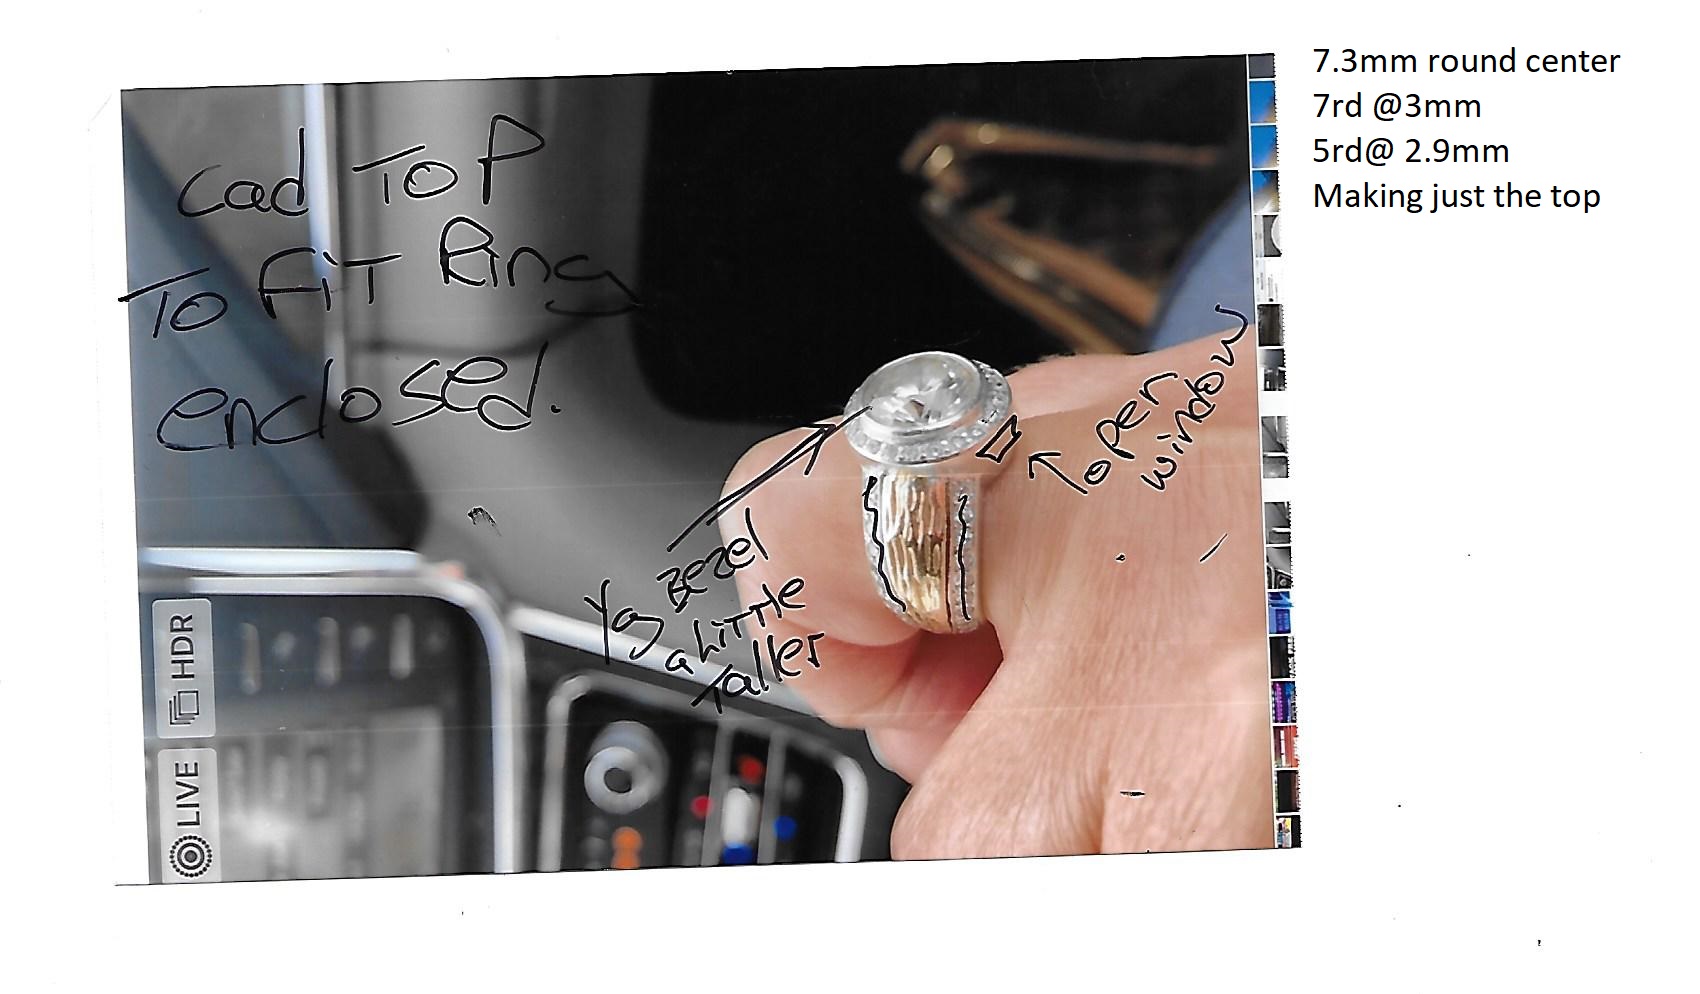 cad Top
To Fit Ring
enclosed.
Yg Bezel
a Little
Taller
open
window
HDR
LIVE
7.3mm round center
7rd @3mm
5rd@ 2.9mm
Making just the top